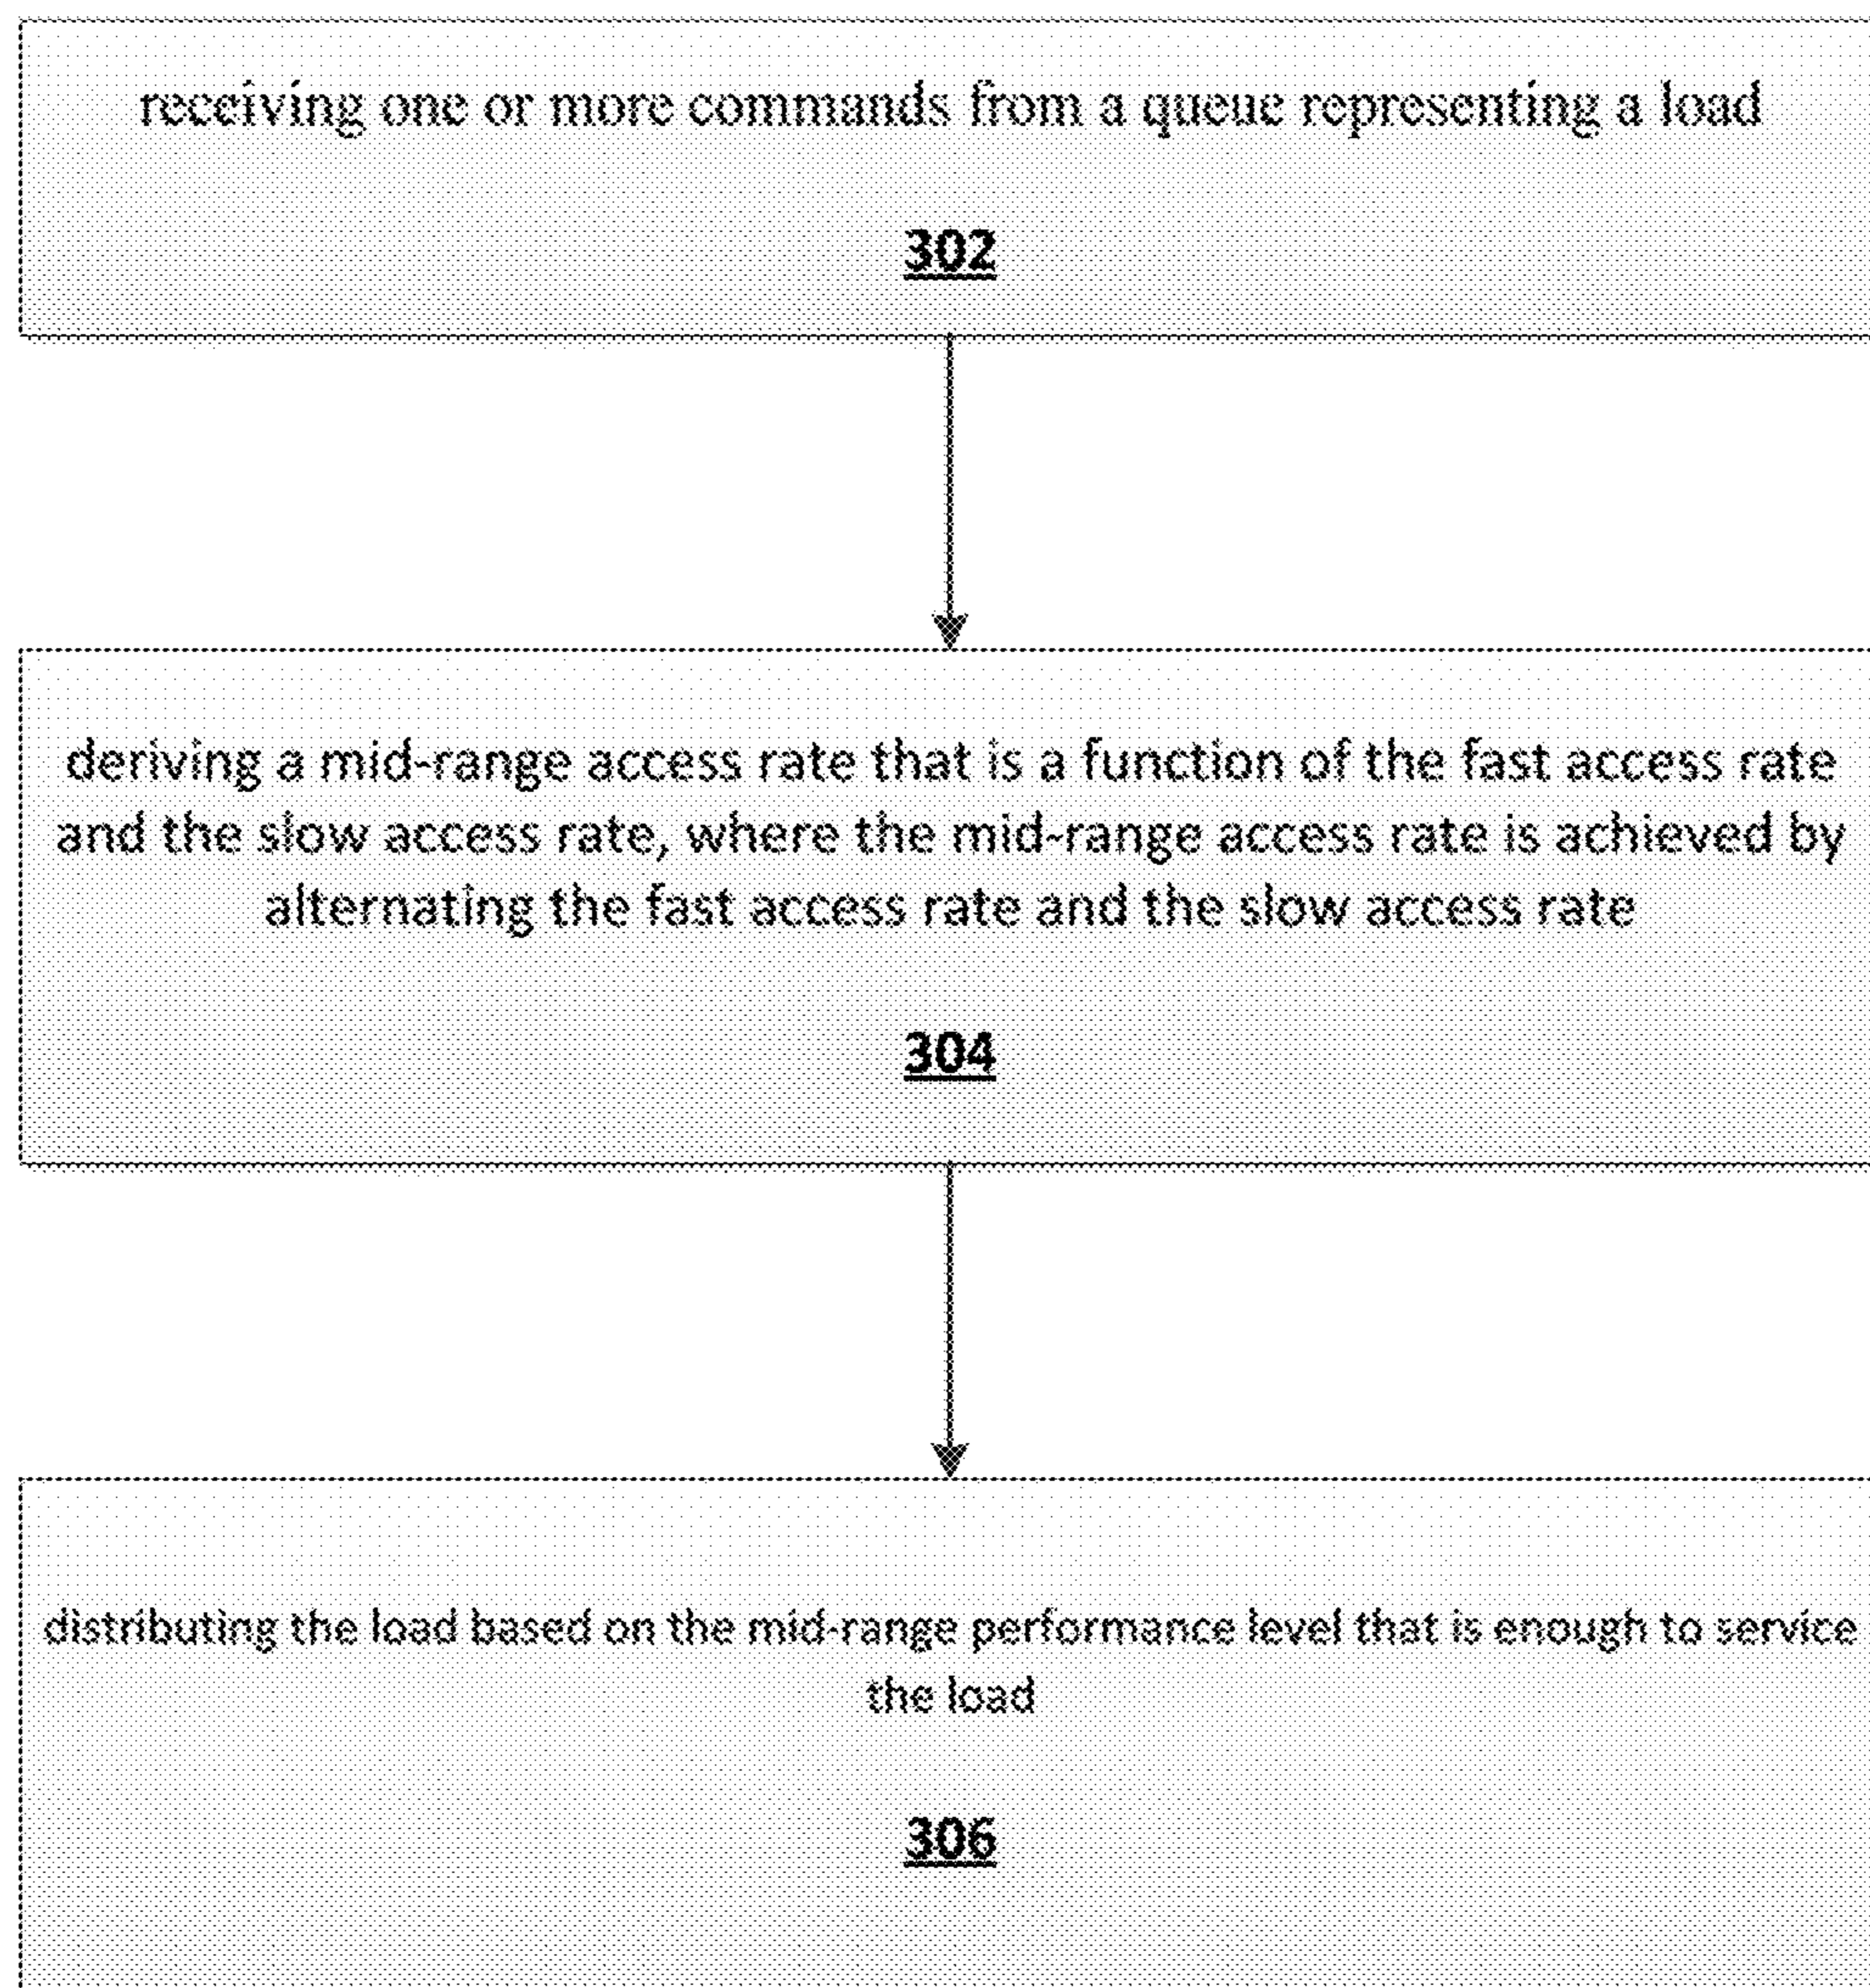 receiving one or more commands from a queue representing a load
302
deriving a mid-range access rate that is a function of the fast access rate
and the slow access rate, where the mid-range access rate is achieved by
alternating the fast access rate and the slow access rate
304
distributing the load based on the mid-range performance level that is enough to service
the load
306